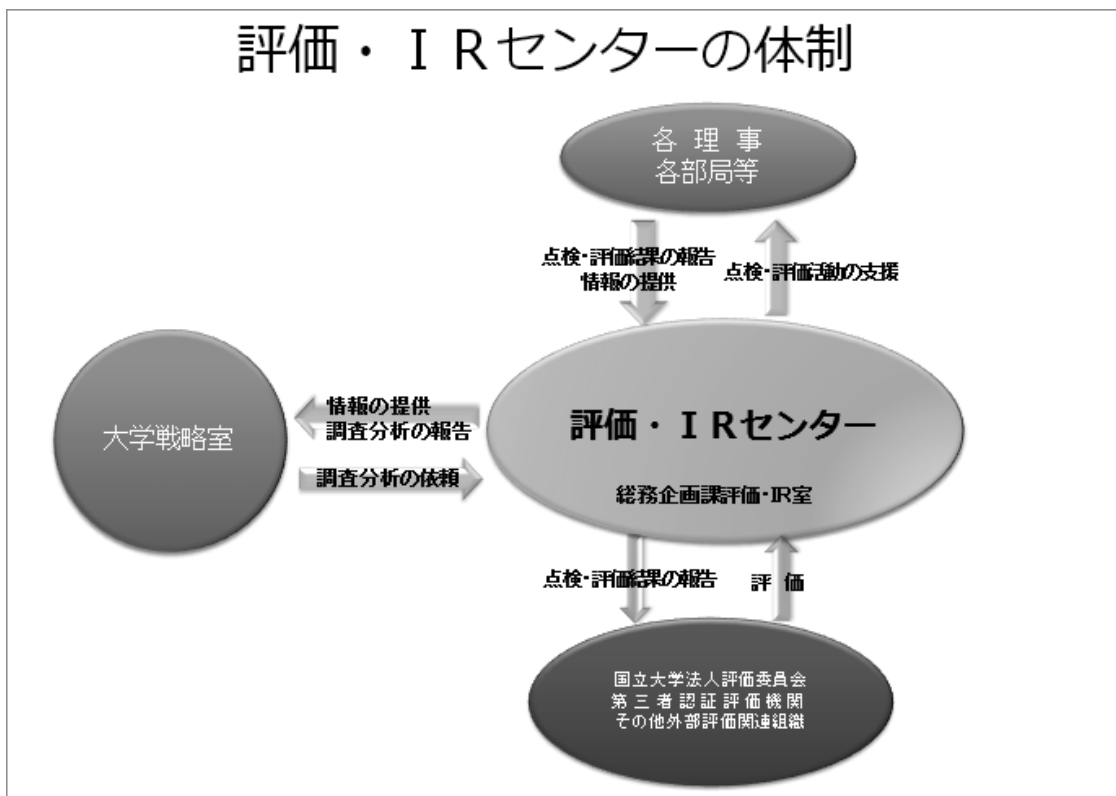 評価・ＩＲセンターの体制
各 理 事
各部局等
点検・評価結果の報告
情報の提供
点検・評価活動の支援
大学戦略室
情報の提供
調査分析の報告
調査分析の依頼
評価・ＩＲセンター
総務企画課評価・IR室
点検・評価結果の報告
評 価
国立大学法人評価委員会
第三者認証評価機関
その他外部評価関連組織